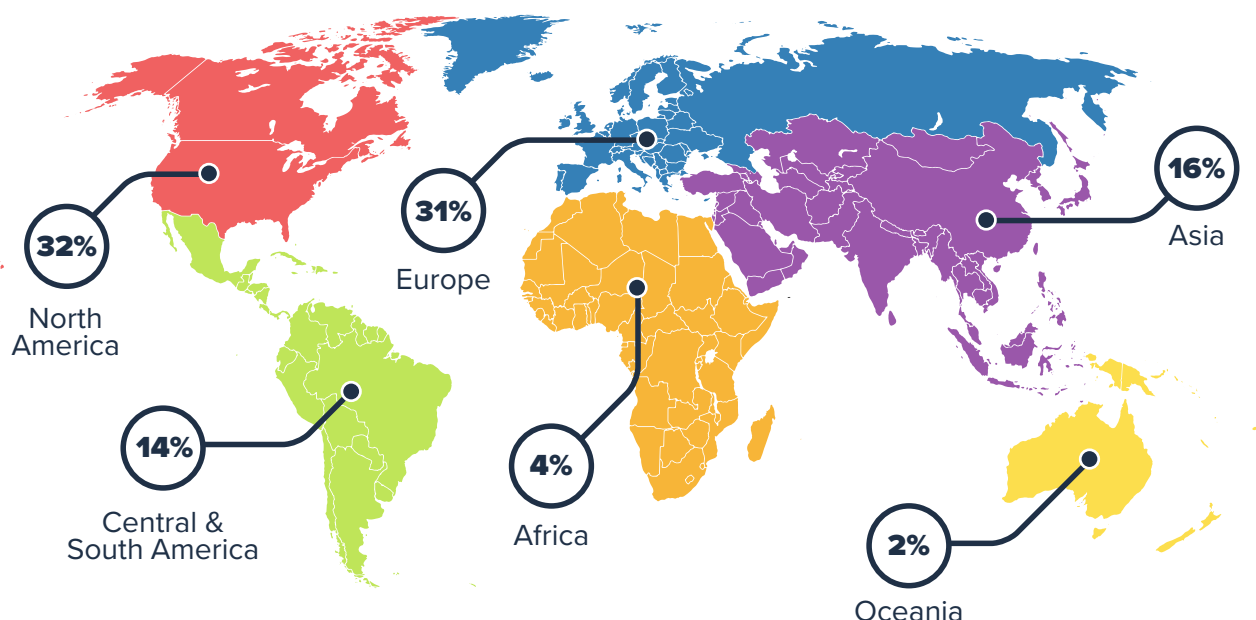 32%
North
America
31%
Europe
16%
Asia
14%
Central &
South America
4%
Africa
2%
Oceania